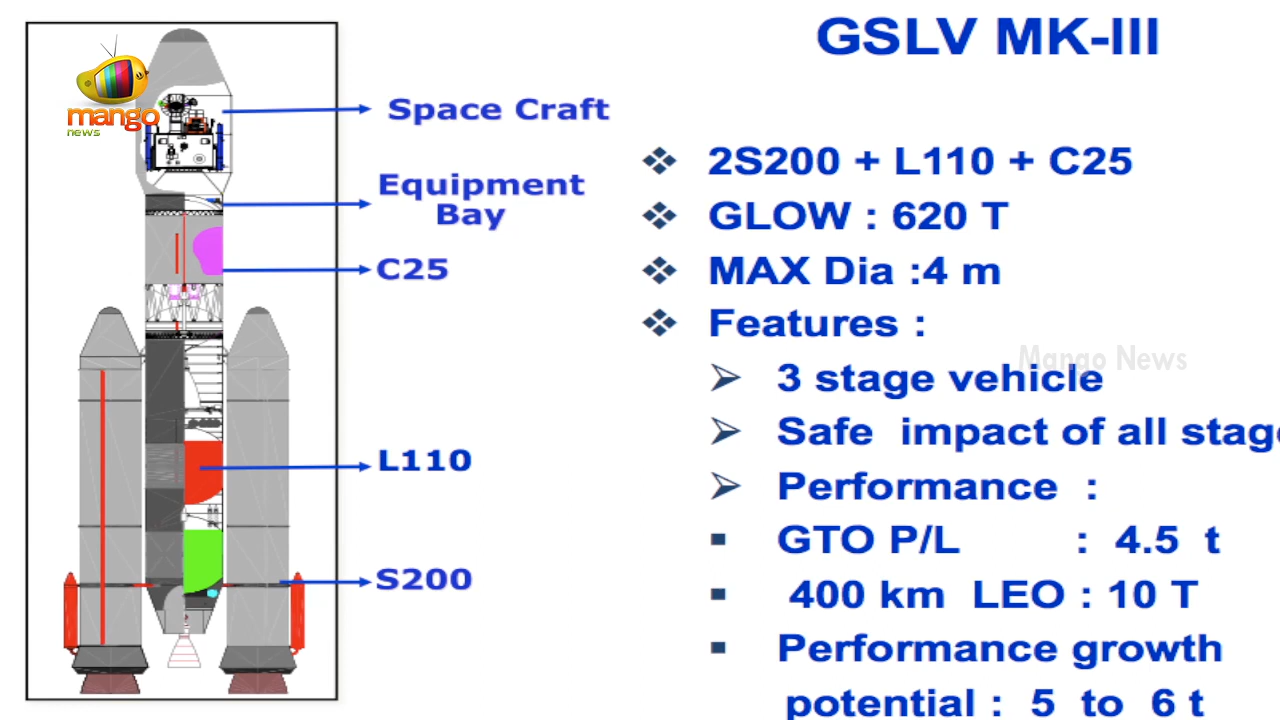 GSLV MK-III
mango
news
Space Craft
Equipment
Bay
C25
L110
S200
2S200 + L110 + C25
GLOW : 620 T
MAX Dia :4 m
Features :
Mango News
3 stage vehicle
Safe impact of all stage
Performance :
GTO P/L : 4.5 t
400 km LEO : 10 T
Performance growth
potential : 5 to 6 t